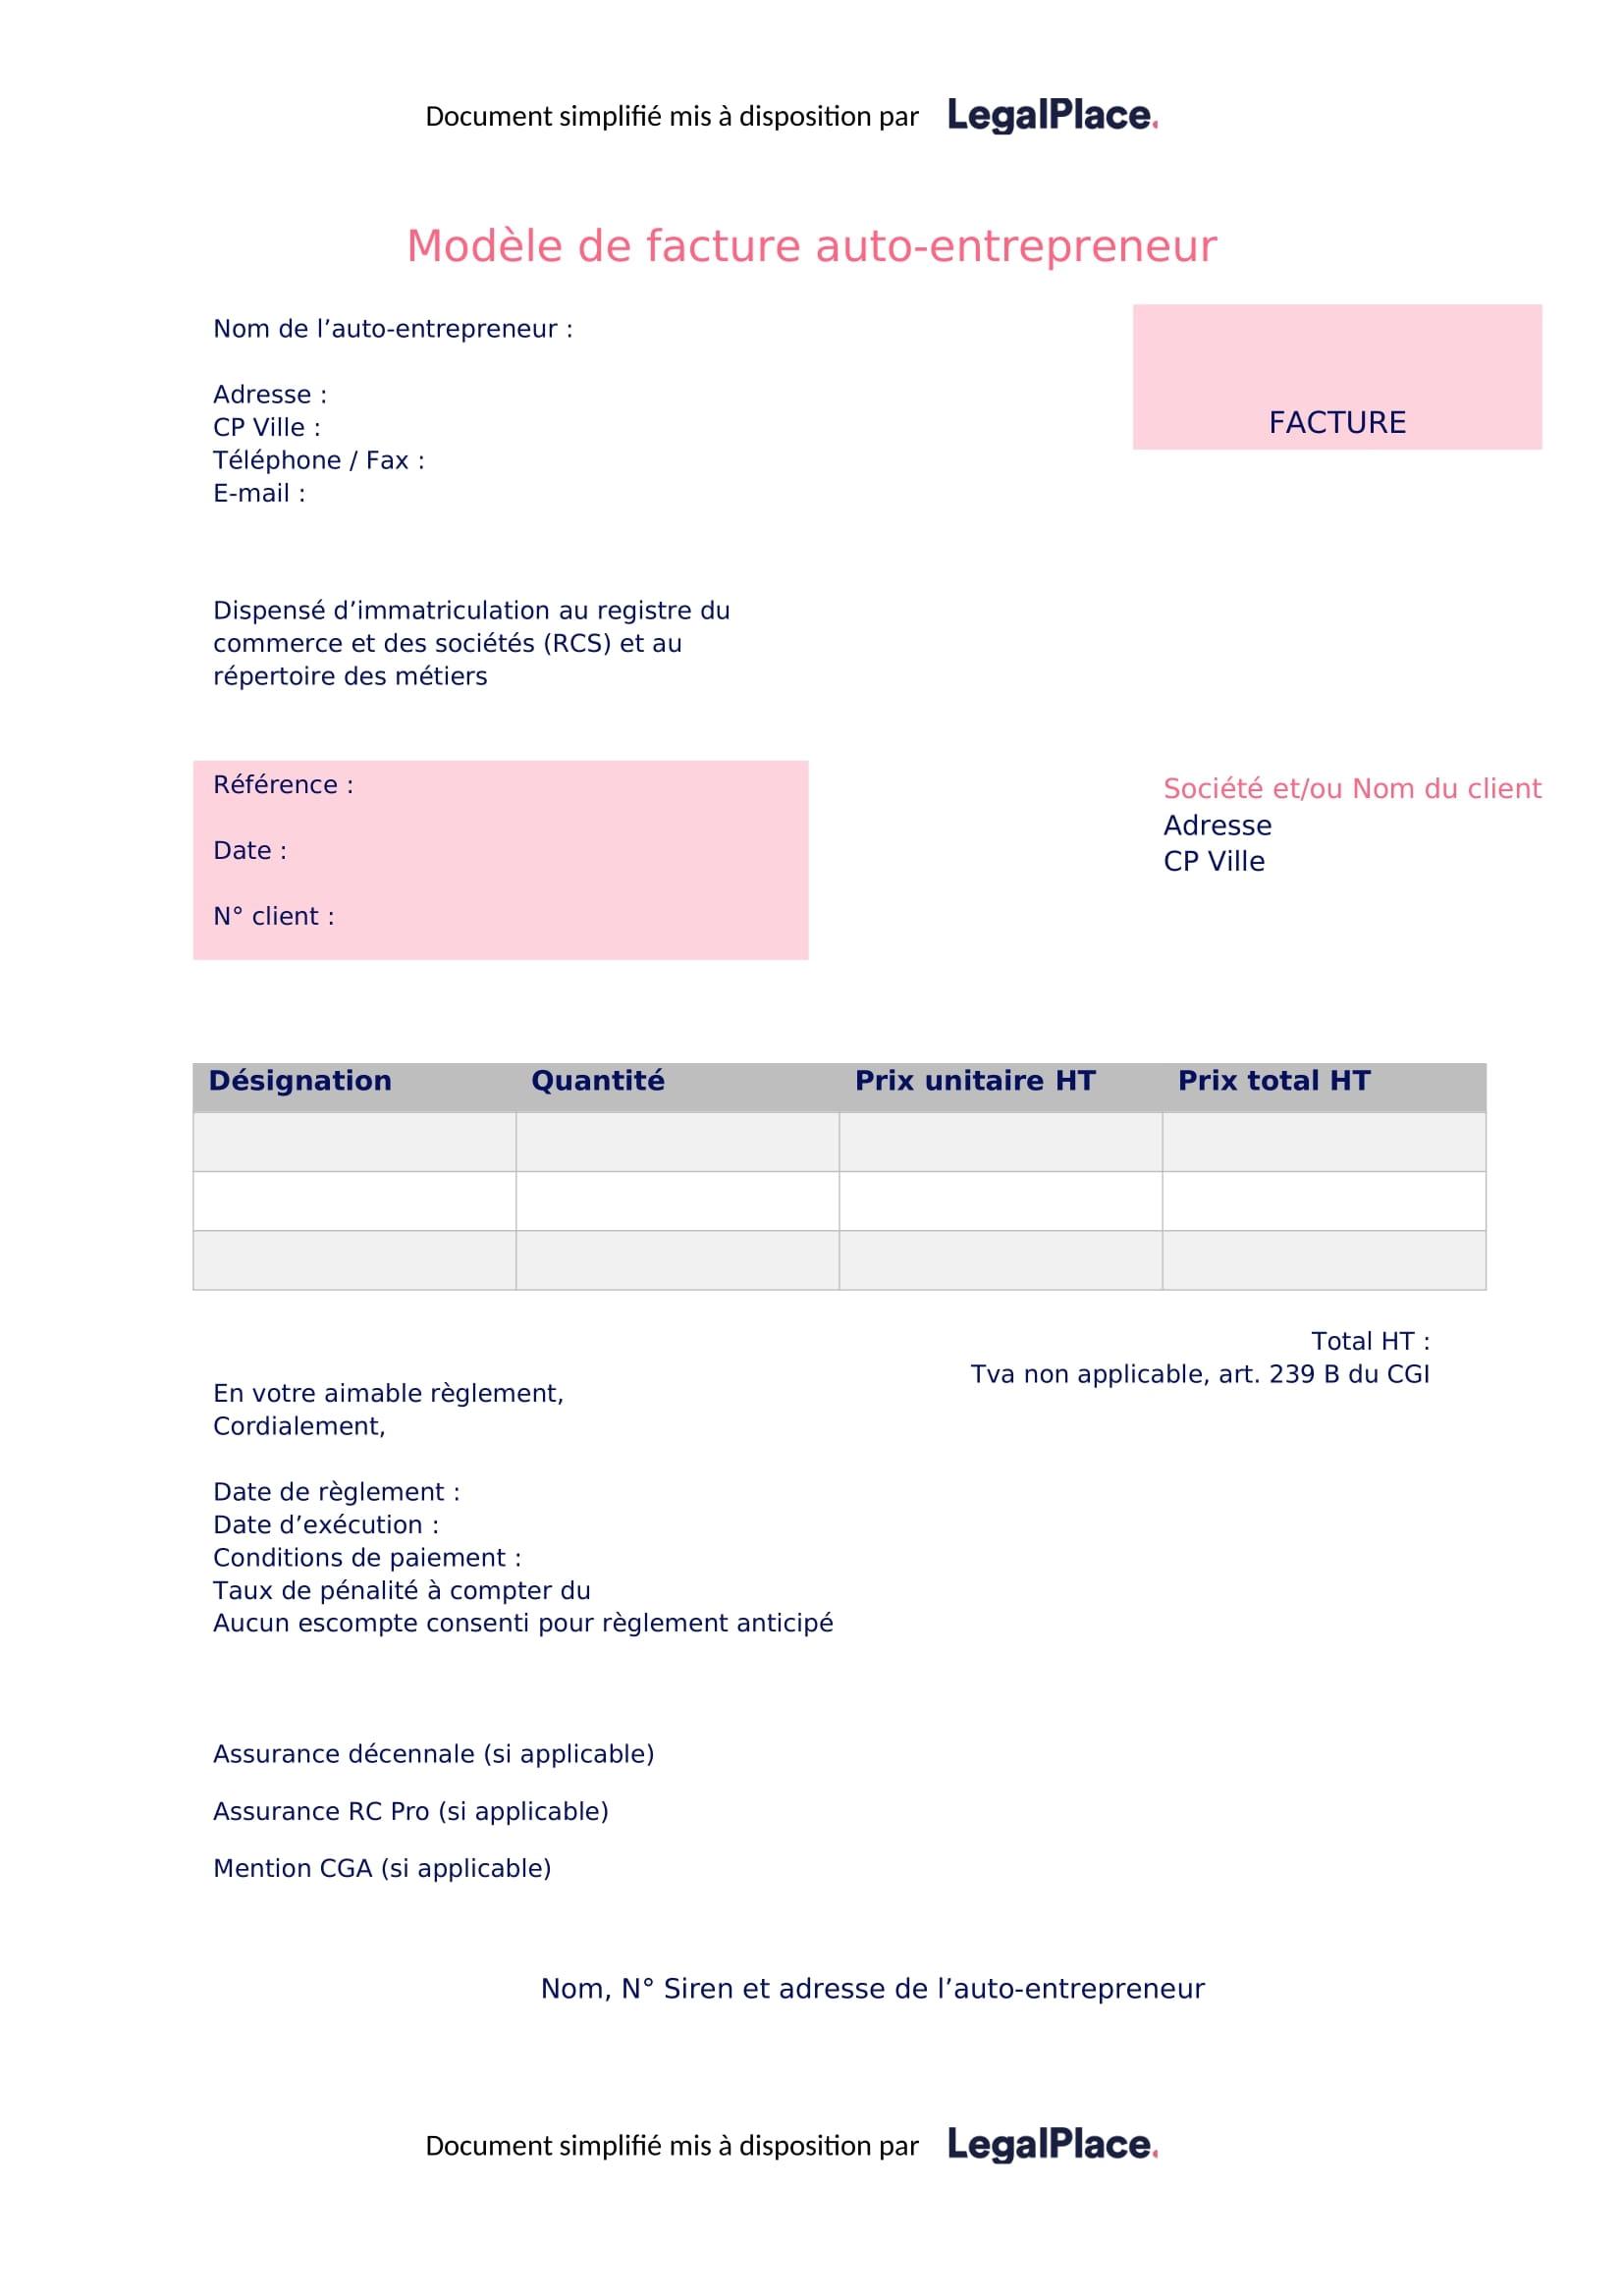 Document simplifié mis à disposition par LegalPlace.
Modèle de facture auto-entrepreneur
Nom de l’auto-entrepreneur :
Adresse :
CP Ville :
Téléphone / Fax :
E-mail :
FACTURE
Dispensé d’immatriculation au registre du
commerce et des sociétés (RCS) et au
répertoire des métiers
Référence :
Date :
N° client :
Société et/ou Nom du client
Adresse
CP Ville
Désignation Quantité Prix unitaire HT Prix total HT
Total HT :
Tva non applicable, art. 239 B du CGI
En votre aimable règlement,
Cordialement,
Date de règlement :
Date d’exécution :
Conditions de paiement :
Taux de pénalité à compter du
Aucun escompte consenti pour règlement anticipé
Assurance décennale (si applicable)
Assurance RC Pro (si applicable)
Mention CGA (si applicable)
Nom, N° Siren et adresse de l’auto-entrepreneur
Document simplifié mis à disposition par LegalPlace.